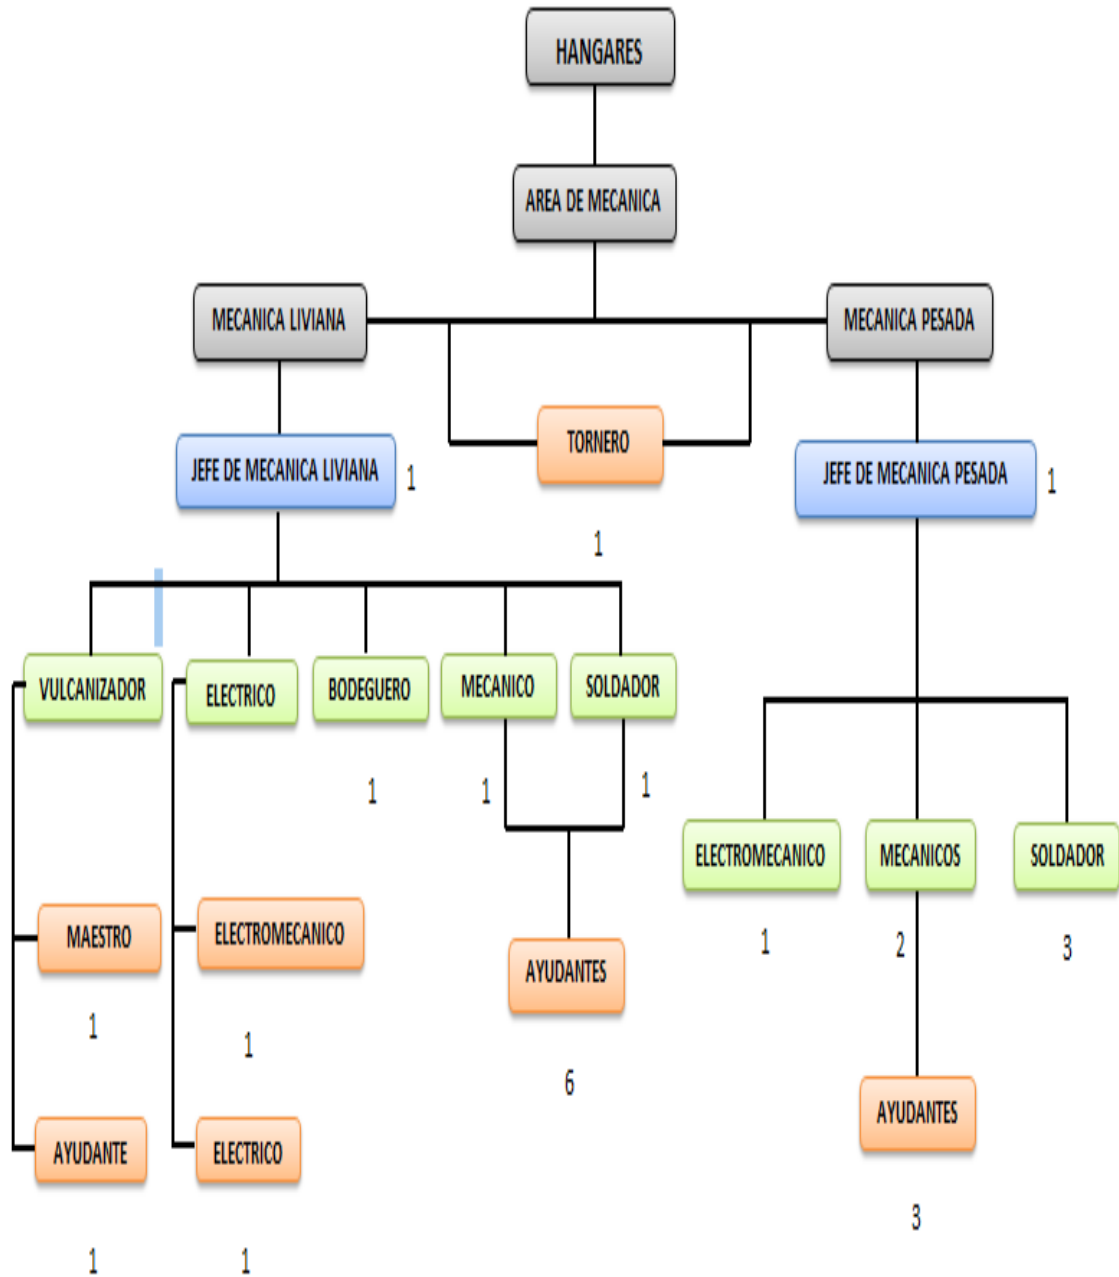 HANGARES
AREA DE MECANICA
MECANICA LIVIANA
MECANICA PESADA
TORNERO
1
JEFE DE MECANICA LIVIANA 1
JEFE DE MECANICA PESADA 1
VULCANIZADOR
ELECTRICO
BODEGUERO
MECANICO
SOLDADOR
1
1
1
ELECTROMECANICO
MECANICOS
SOLDADOR
1
2
3
MAESTRO
1
ELECTROMECANICO
1
AYUDANTES
6
AYUDANTES
3
AYUDANTE
1
ELECTRICO
1